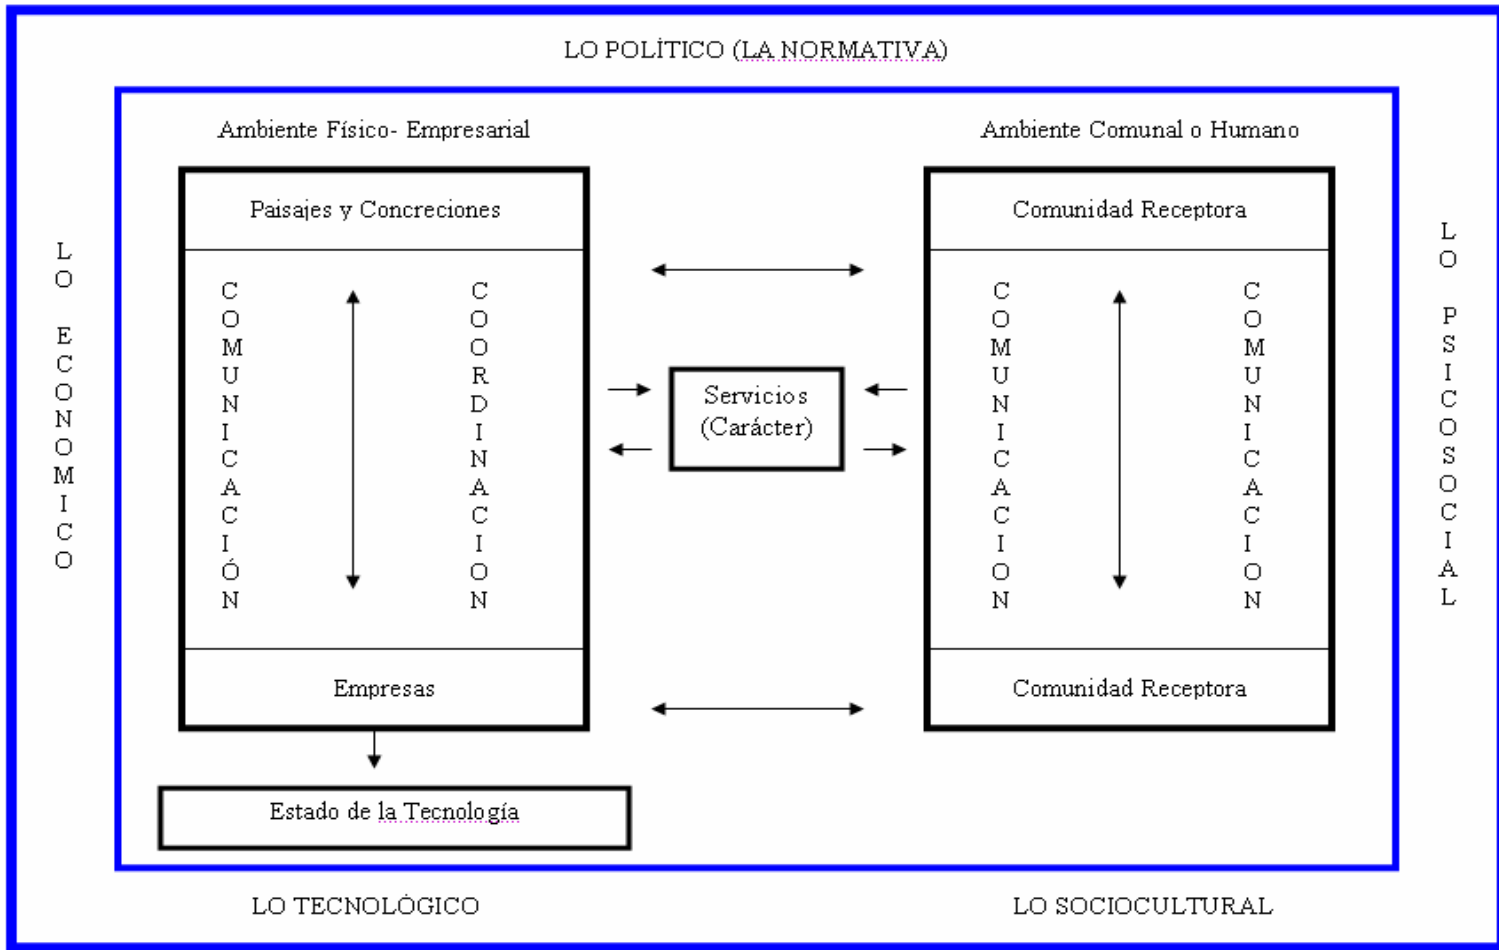 LO POLÍTICO (LA NORMATIVA)
LO ECONOMICO
Ambiente Físico- Empresarial
Paisajes y Concreciones
COMUNICACIÓN
COORDINACION
Empresas
Estado de la Tecnología
Servicios
(Carácter)
Ambiente Comunal o Humano
Comunidad Receptora
COMUNICACION
COMUNICACION
Comunidad Receptora
LO PSICOSOCIAL
LO TECNOLÓGICO
LO SOCIOCULTURAL